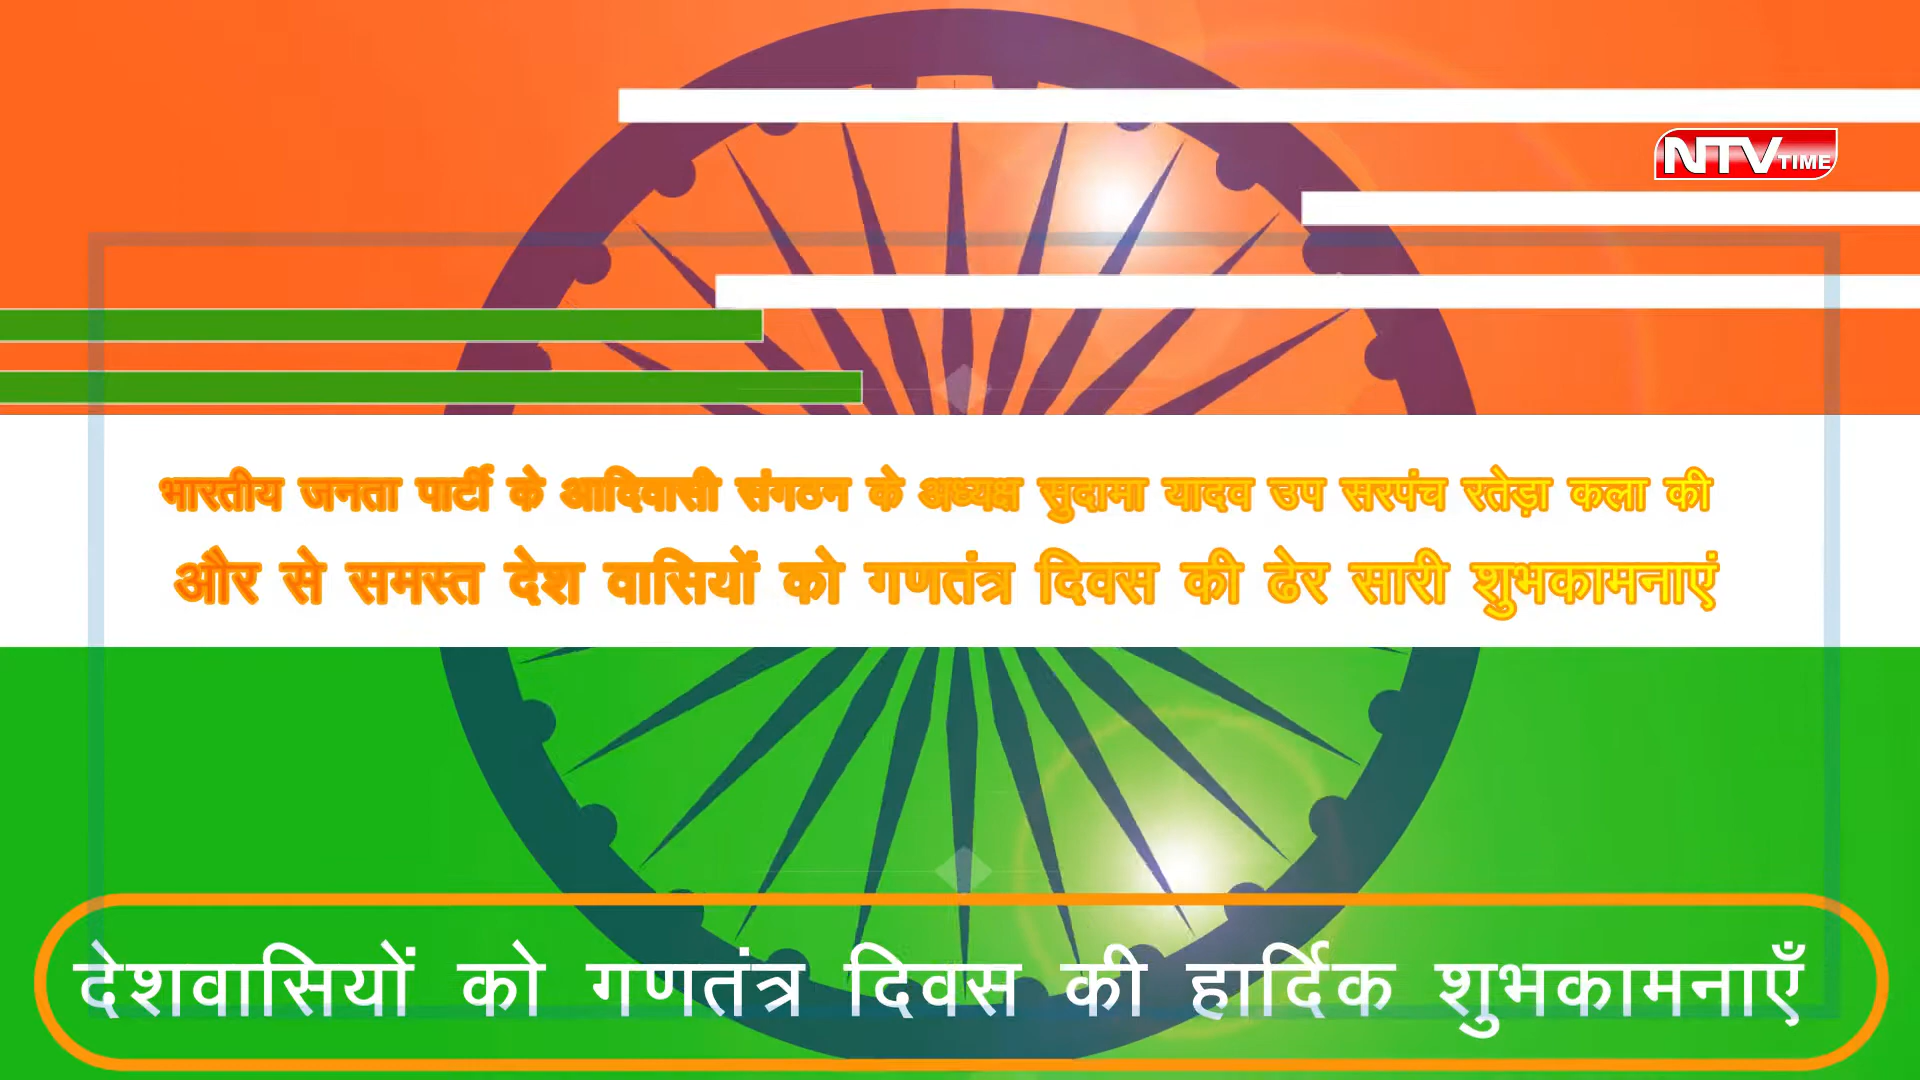 NTV TIME
भारतीय जनता पार्टी के आदिवासी संगठन के अध्यक्ष सुदामा यादव उप सरपंच रतेड़ा कला की
और से समस्त देश वासियों को गणतंत्र दिवस की ढेर सारी शुभकामनाएं
देशवासियों को गणतंत्र दिवस की हार्दिक शुभकामनाएँ